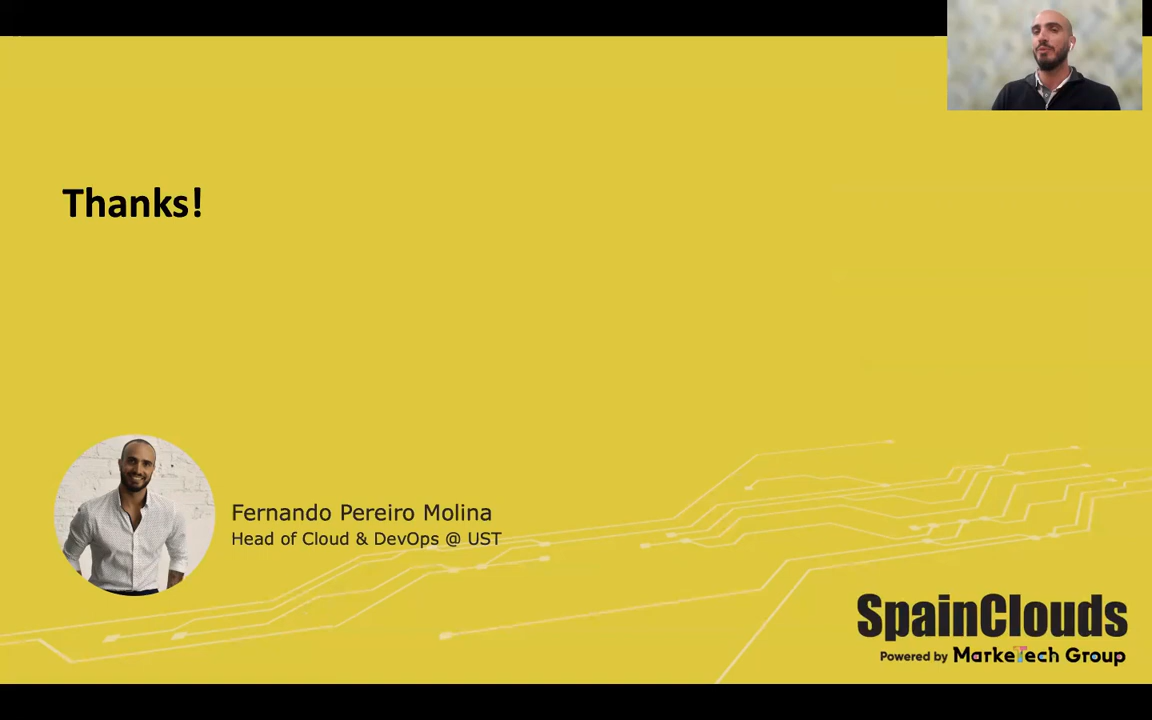 Thanks!
Fernando Pereiro Molina
Head of Cloud & DevOps @ UST
SpainClouds
Powered by MarkeTech Group